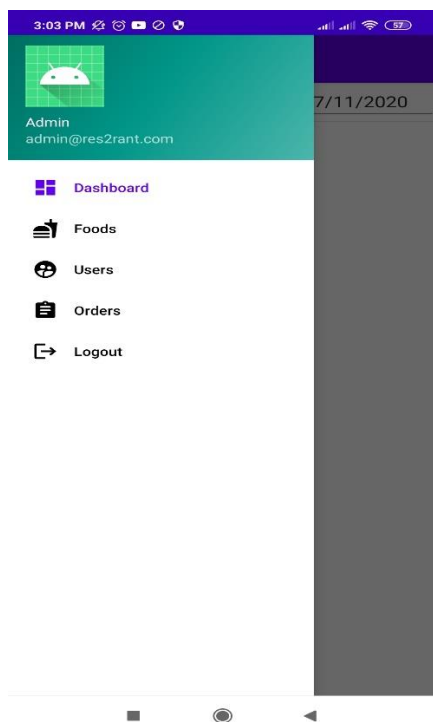 3:03 PM
57
7/11/2020
Admin
admin@res2rant.com
Dashboard
Foods
Users
Orders
Logout